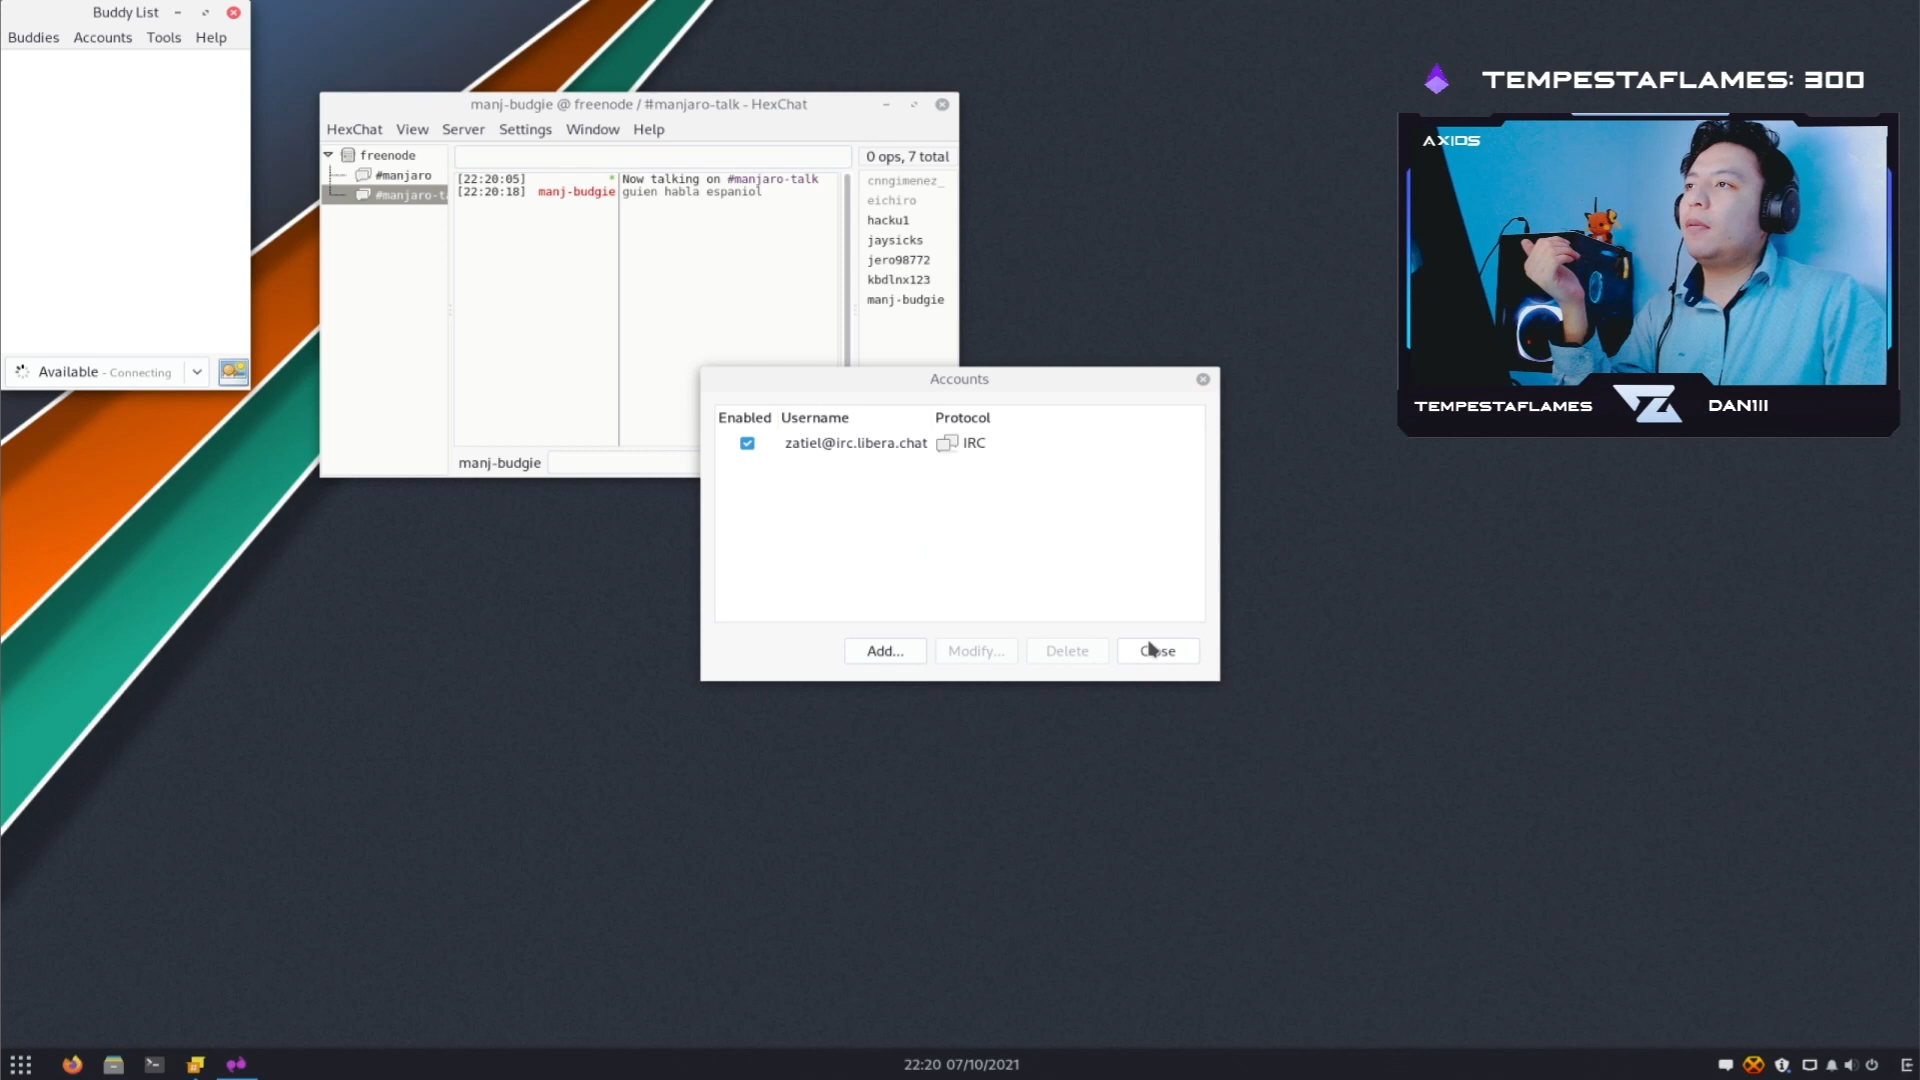 Buddy List
Buddies Accounts Tools Help
Available - Connecting
manj-budgie @ freenode / #manjaro-talk - HexChat
HexChat View Server Settings Window Help
freenode
#manjaro
#manjaro-ta
0 ops, 7 total
[22:20:05] * Now talking on #manjaro-talk
[22:20:18] manj-budgie guien habla espaniol
cnngimenez_
eichiro
hacku1
jaysicks
jero98772
kbdlnx123
manj-budgie
manj-budgie
Accounts
Enabled Username Protocol
zatiel@irc.libera.chat IRC
Add... Modify... Delete Close
TEMPESTAFLAMES: 300
AXIOS
TEMPESTAFLAMES DAN1II
22:20 07/10/2021